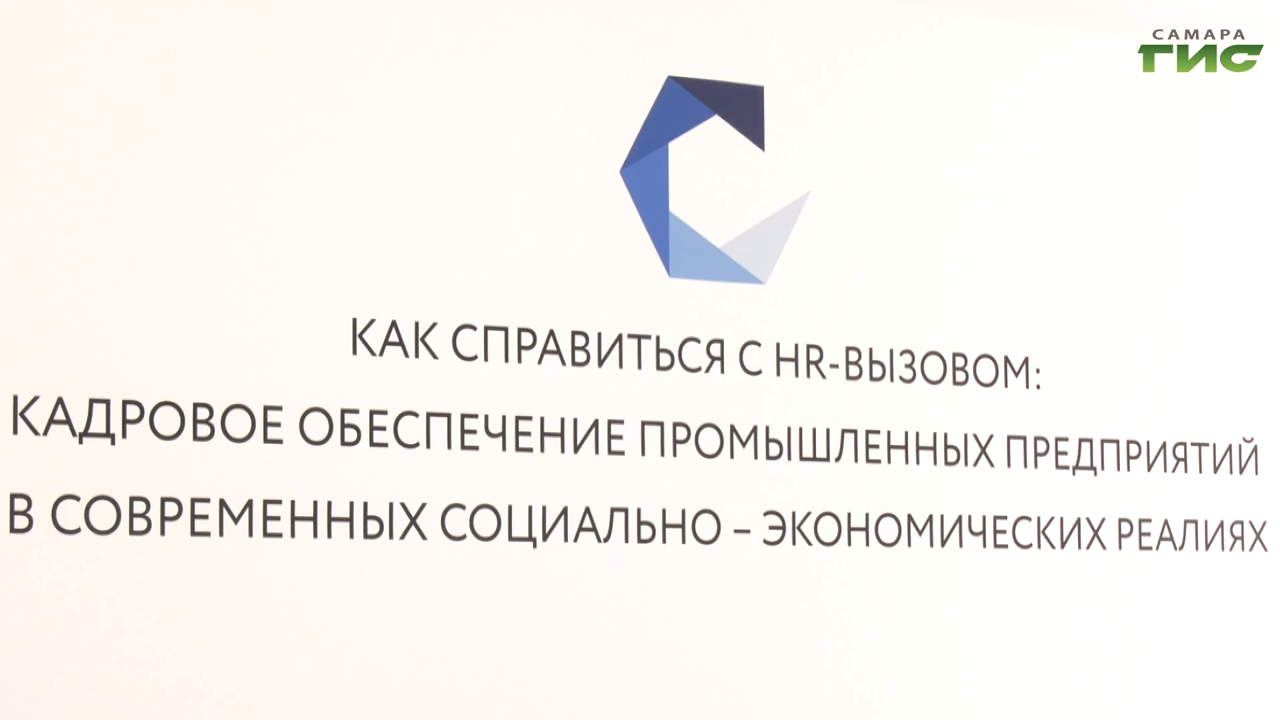 САМАРА
ГИС
КАК СПРАВИТЬСЯ С HR-ВЫЗОВОМ:
КАДРОВОЕ ОБЕСПЕЧЕНИЕ ПРОМЫШЛЕННЫХ ПРЕДПРИЯТИЙ
В СОВРЕМЕННЫХ СОЦИАЛЬНО – ЭКОНОМИЧЕСКИХ РЕАЛИЯХ